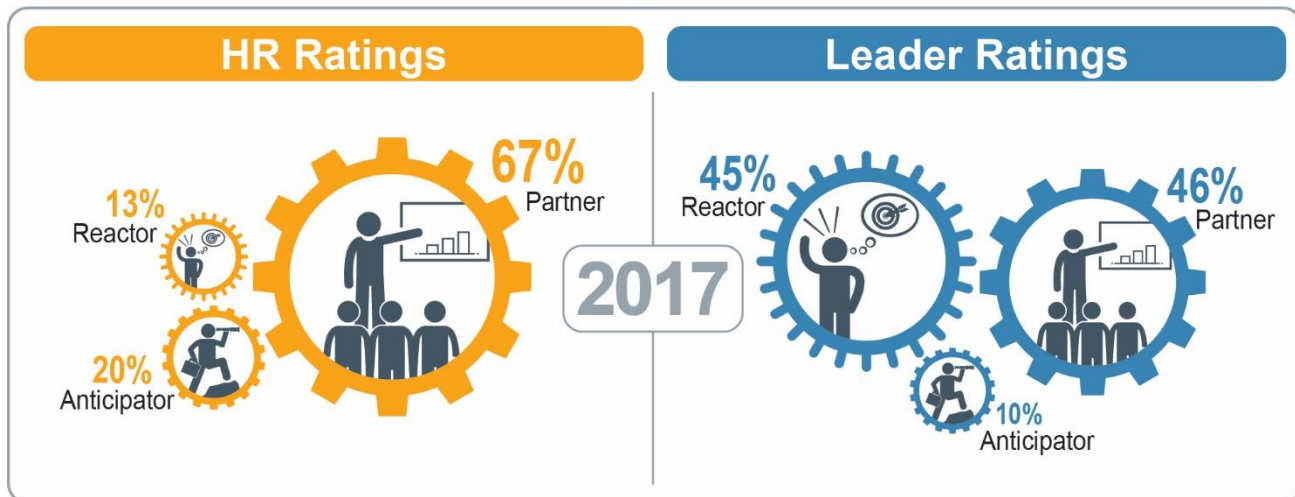 HR Ratings
67%
Partner
13%
Reactor
20%
Anticipator
2017
Leader Ratings
45%
Reactor
46%
Partner
10%
Anticipator